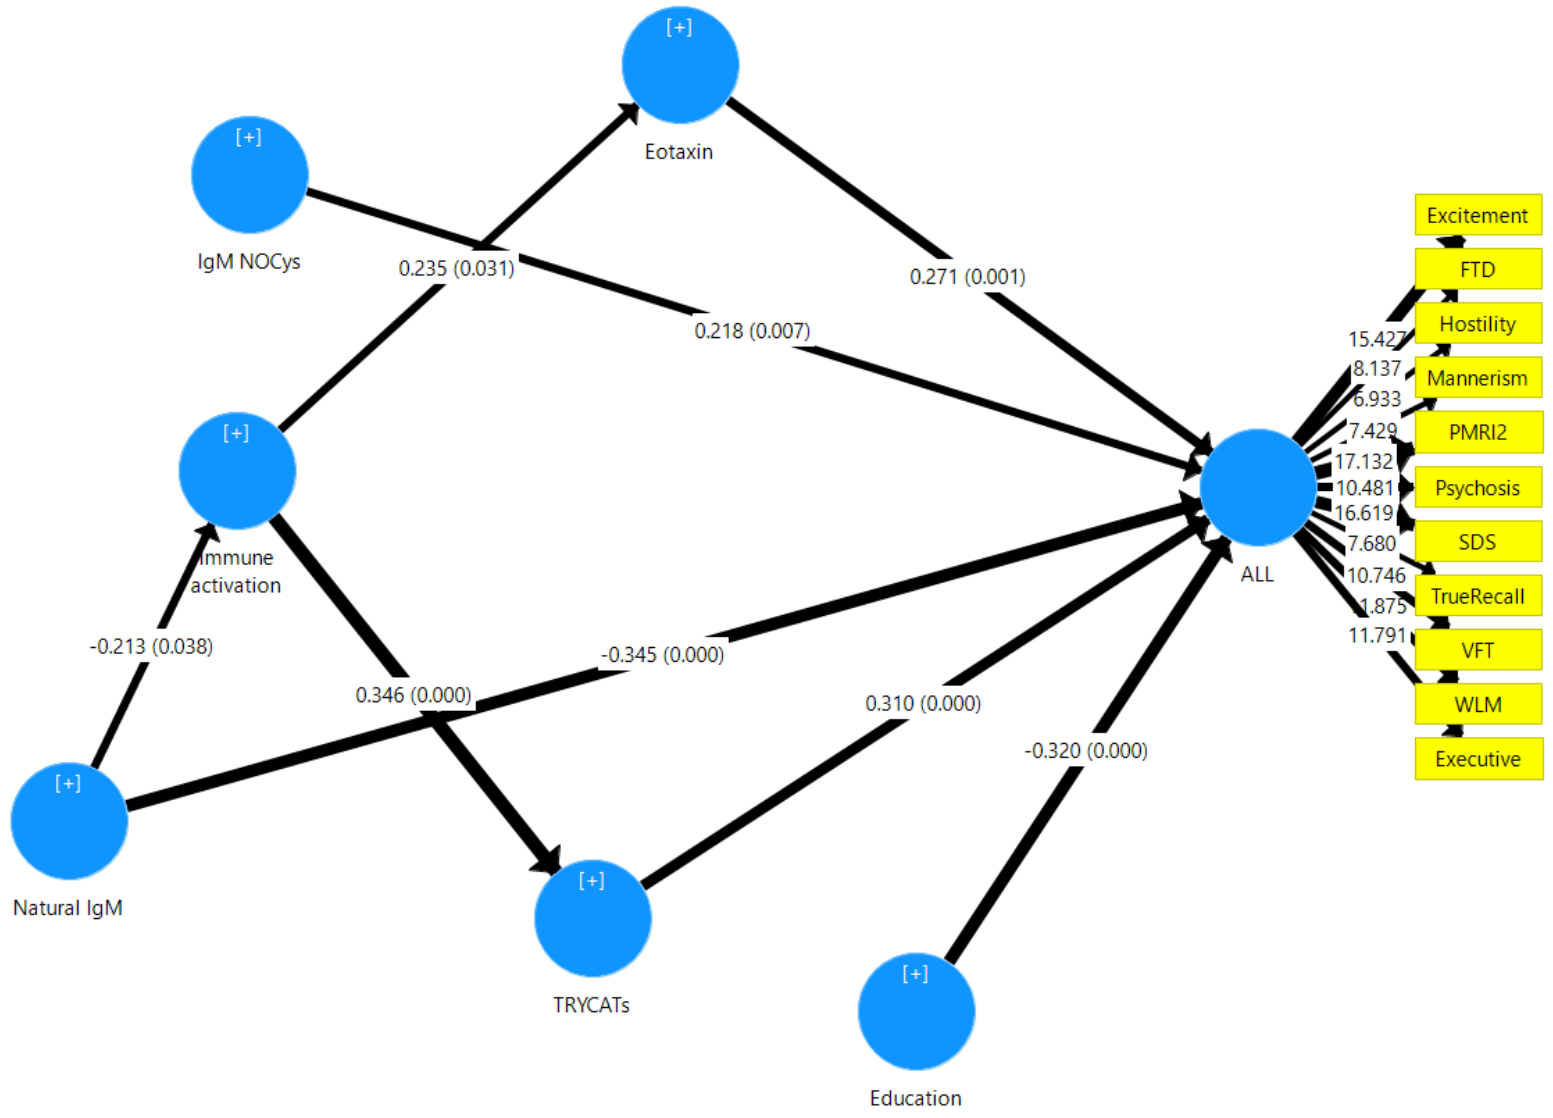 [+]
Eotaxin
[+]
IgM NOCys
0.235 (0.031)
0.271 (0.001)
0.218 (0.007)
[+]
Immune
activation
-0.213 (0.038)
0.346 (0.000)
-0.345 (0.000)
0.310 (0.000)
-0.320 (0.000)
[+]
Natural IgM
[+]
TRYCATs
[+]
Education
ALL
15.427
8.137
6.933
7.429
17.132
10.481
16.619
7.680
10.746
11.791
Excitement
FTD
Hostility
Mannerism
PMRI2
Psychosis
SDS
TrueRecall
VFT
WLM
Executive